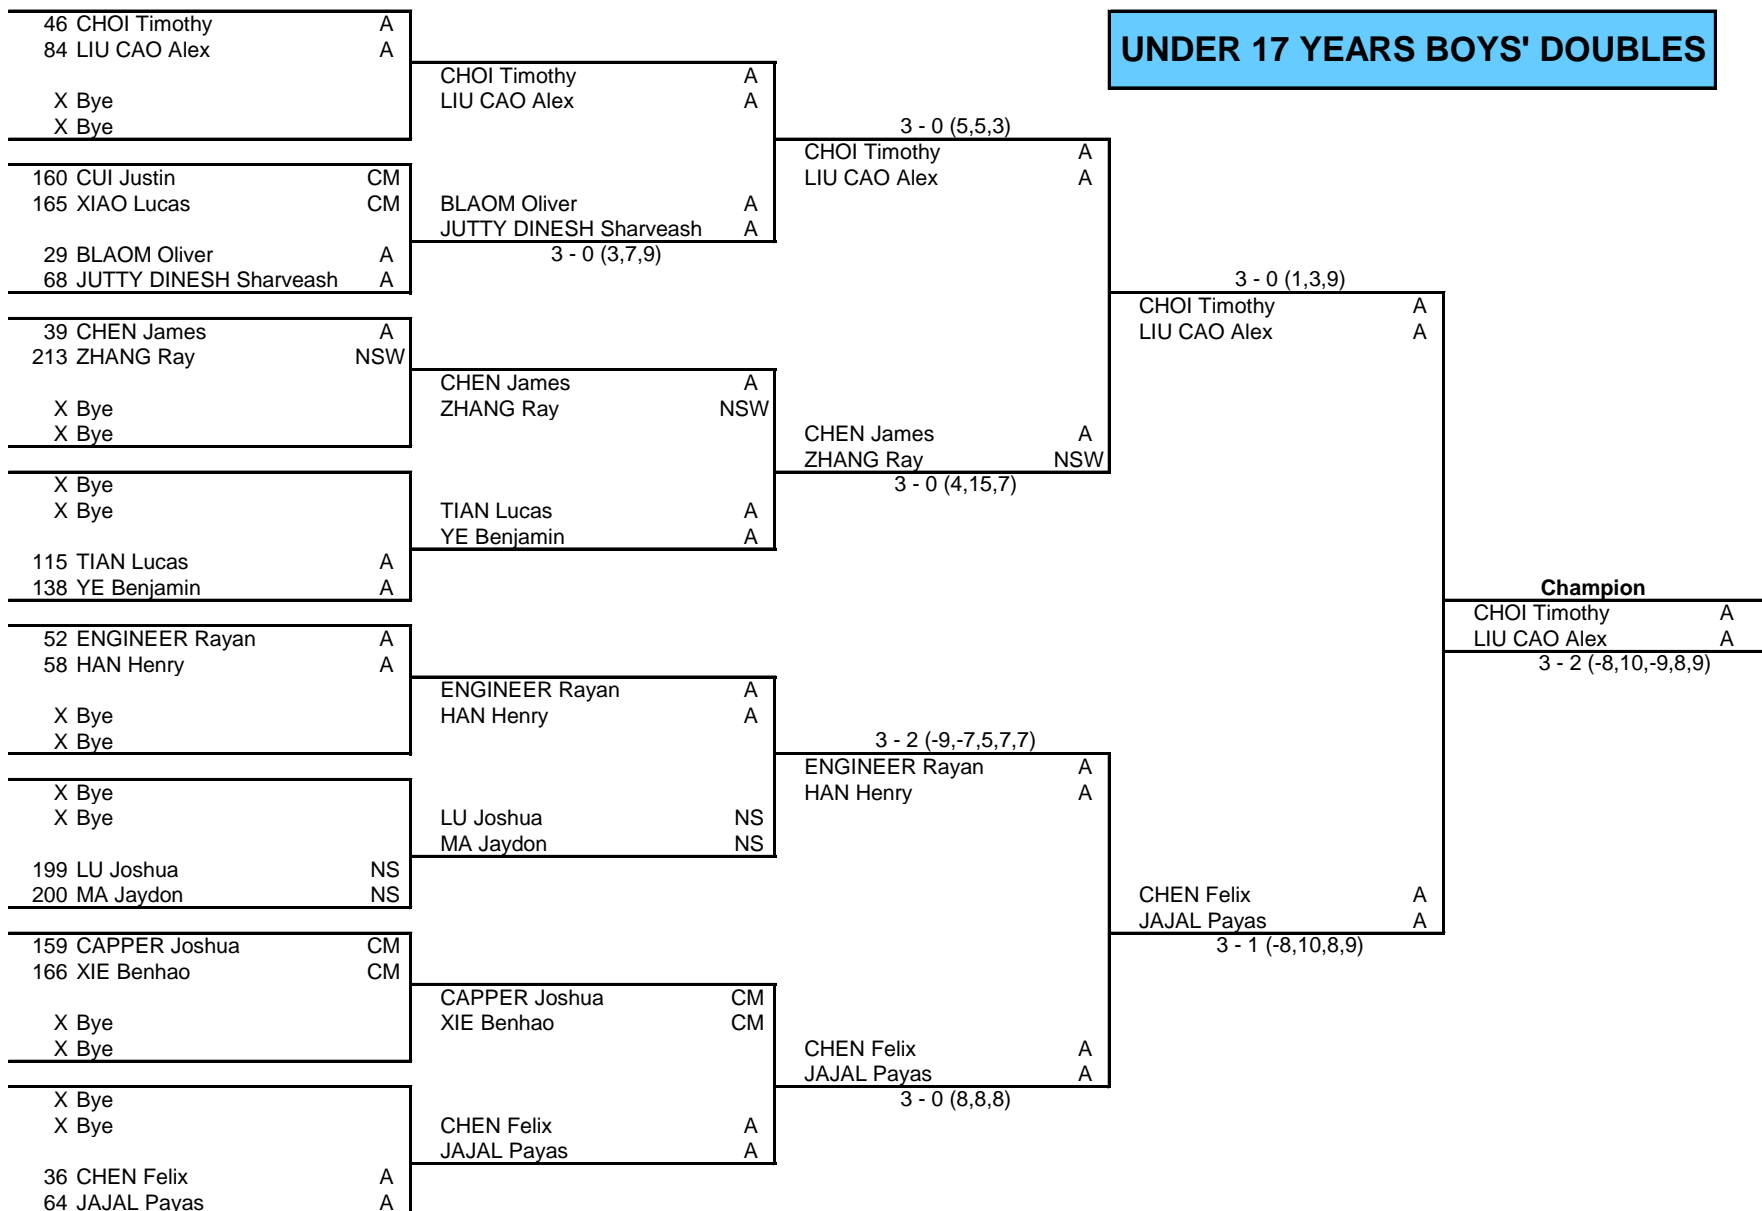 UNDER 17 YEARS BOYS' DOUBLES
46 CHOI Timothy A
84 LIU CAO Alex A
X Bye
X Bye
160 CUI Justin CM
165 XIAO Lucas CM
29 BLAOM Oliver A
68 JUTTY DINESH Sharveash A
39 CHEN James A
213 ZHANG Ray NSW
X Bye
X Bye
X Bye
X Bye
115 TIAN Lucas A
138 YE Benjamin A
52 ENGINEER Rayan A
58 HAN Henry A
X Bye
X Bye
X Bye
X Bye
199 LU Joshua NS
200 MA Jaydon NS
159 CAPPER Joshua CM
166 XIE Benhao CM
X Bye
X Bye
X Bye
X Bye
36 CHEN Felix A
64 JAJAL Payas A
CHOI Timothy A
LIU CAO Alex A
BLAOM Oliver A
JUTTY DINESH Sharveash A
3 - 0 (3,7,9)
CHEN James A
ZHANG Ray NSW
TIAN Lucas A
YE Benjamin A
ENGINEER Rayan A
HAN Henry A
LU Joshua NS
MA Jaydon NS
CAPPER Joshua CM
XIE Benhao CM
CHEN Felix A
JAJAL Payas A
3 - 0 (5,5,3)
CHOI Timothy A
LIU CAO Alex A
CHEN James A
ZHANG Ray NSW
3 - 0 (4,15,7)
3 - 2 (-9,-7,5,7,7)
ENGINEER Rayan A
HAN Henry A
CHEN Felix A
JAJAL Payas A
3 - 0 (8,8,8)
3 - 0 (1,3,9)
CHOI Timothy A
LIU CAO Alex A
CHEN Felix A
JAJAL Payas A
3 - 1 (-8,10,8,9)
Champion
CHOI Timothy A
LIU CAO Alex A
3 - 2 (-8,10,-9,8,9)